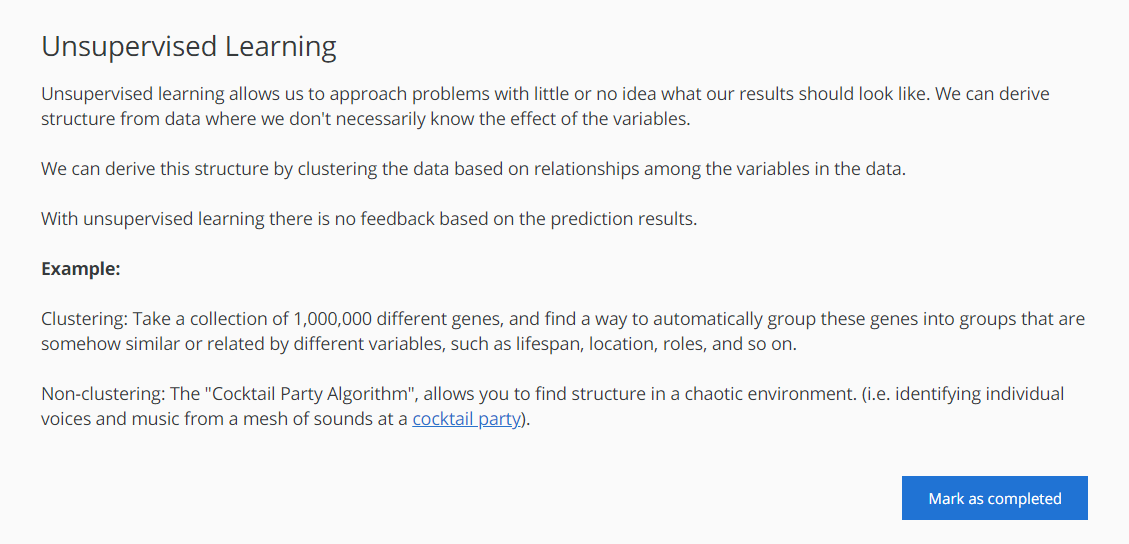 Unsupervised Learning
Unsupervised learning allows us to approach problems with little or no idea what our results should look like. We can derive
structure from data where we don't necessarily know the effect of the variables.
We can derive this structure by clustering the data based on relationships among the variables in the data.
With unsupervised learning there is no feedback based on the prediction results.
Example:
Clustering: Take a collection of 1,000,000 different genes, and find a way to automatically group these genes into groups that are
somehow similar or related by different variables, such as lifespan, location, roles, and so on.
Non-clustering: The "Cocktail Party Algorithm", allows you to find structure in a chaotic environment. (i.e. identifying individual
voices and music from a mesh of sounds at a cocktail party).
Mark as completed